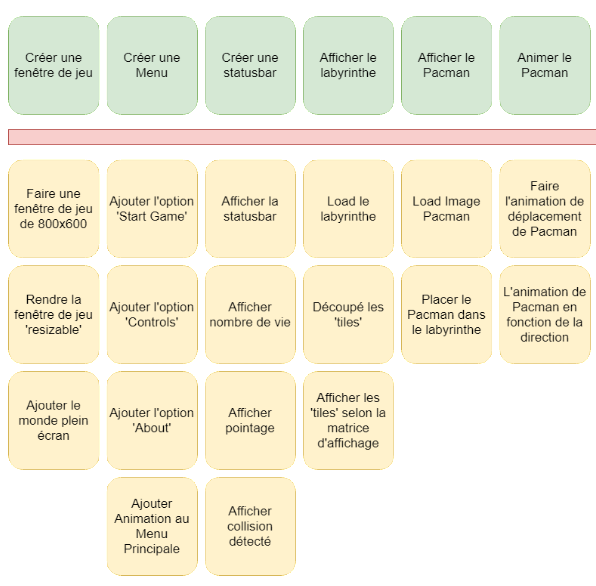 Créer une
fenêtre de jeu
Créer une
Menu
Créer une
statusbar
Afficher le
labyrinthe
Afficher le
Pacman
Animer le
Pacman
Faire une
fenêtre de jeu
de 800x600
Ajouter l'option
'Start Game'
Afficher la
statusbar
Load le
labyrinthe
Load Image
Pacman
Faire
l'animation de
déplacement
de Pacman
Rendre la
fenêtre de jeu
'resizable'
Ajouter l'option
'Controls'
Afficher
nombre de vie
Découpé les
'tiles'
Placer le
Pacman dans
le labyrinthe
L'animation de
Pacman en
fonction de la
direction
Ajouter le
monde plein
écran
Ajouter l'option
'About'
Afficher
pointage
Afficher les
'tiles' selon la
matrice
d'affichage
Ajouter
Animation au
Menu
Principale
Afficher
collision
détecté